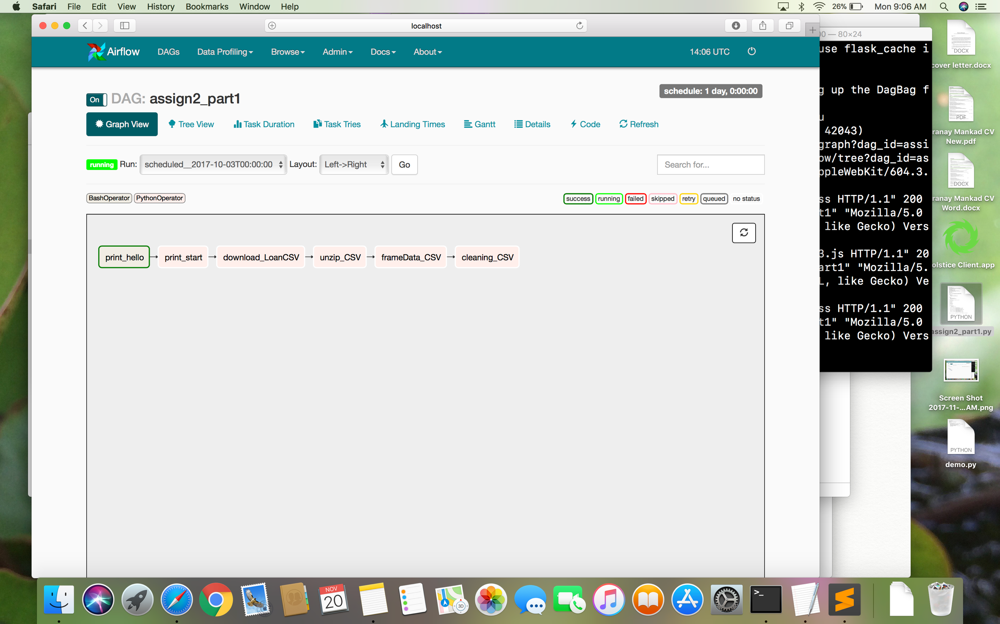 Safari File Edit View History Bookmarks Window Help 26% Mon 9:06 AM
localhost
00 — 80×24
Airflow DAGs Data Profiling Browse Admin Docs About 14:06 UTC
On DAG: assign2_part1 schedule: 1 day, 0:00:00
Graph View Tree View Task Duration Task Tries Landing Times Gantt Details Code Refresh
running Run: scheduled__2017-10-03T00:00:00 Layout: Left->Right Go Search for...
BashOperator PythonOperator success running failed skipped retry queued no status
print_hello print_start download_LoanCSV unzip_CSV frameData_CSV cleaning_CSV
use flask_cache i
g up the DagBag f
u
42043)
graph?dag_id=assi
ow/tree?dag_id=as
ppleWebKit/604.3.
ss HTTP/1.1" 200
t1" "Mozilla/5.0
like Gecko) Vers
3.js HTTP/1.1" 20
art1" "Mozilla/5.
L, like Gecko) Ve
ss HTTP/1.1" 200
t1" "Mozilla/5.0
like Gecko) Vers
DOCX
cover letter.docx
PDF
ranay Mankad CV
New.pdf
DOCX
ranay Mankad CV
Word.docx
olstice Client.app
PYTHON
assign2_part1.py
Screen Shot
2017-11-...AM.png
PYTHON
demo.py
NOV
20
3D
>_